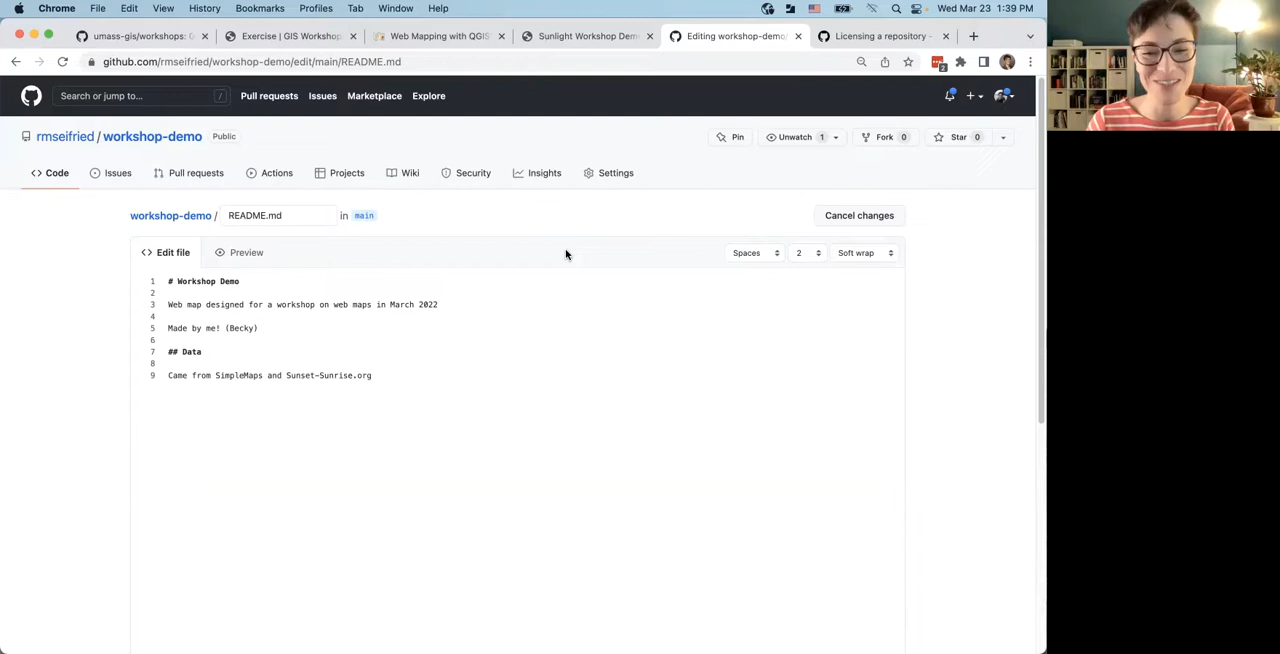 Chrome File Edit View History Bookmarks Profiles Tab Window Help Wed Mar 23 1:39 PM
umass-gis/workshops: G Exercise | GIS Workshop Web Mapping with QGIS Sunlight Workshop Dem Editing workshop-demo/ Licensing a repository -
github.com/rmseifried/workshop-demo/edit/main/README.md 2
Search or jump to... / Pull requests Issues Marketplace Explore
rmseifried / workshop-demo Public Pin Unwatch 1 Fork 0 Star 0
Code Issues Pull requests Actions Projects Wiki Security Insights Settings
workshop-demo / README.md in main Cancel changes
Edit file Preview Spaces 2 Soft wrap
1 # Workshop Demo
2
3 Web map designed for a workshop on web maps in March 2022
4
5 Made by me! (Becky)
6
7 ## Data
8
9 Came from SimpleMaps and Sunset-Sunrise.org